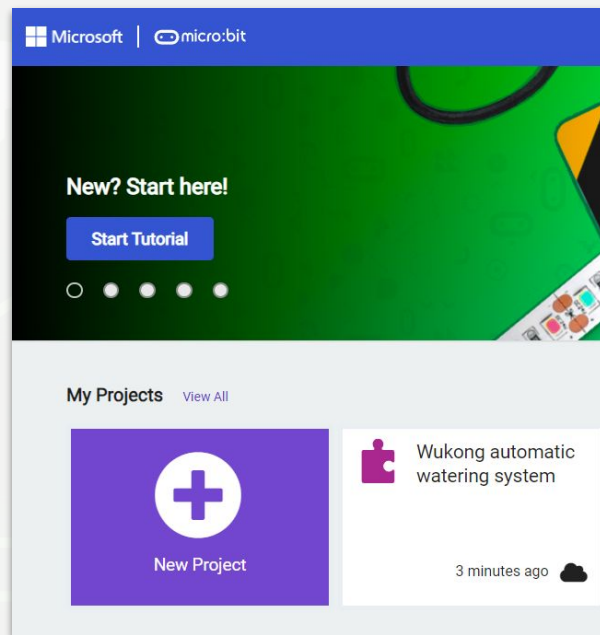 Microsoft micro:bit
New? Start here!
Start Tutorial
My Projects View All
New Project
Wukong automatic
watering system
3 minutes ago